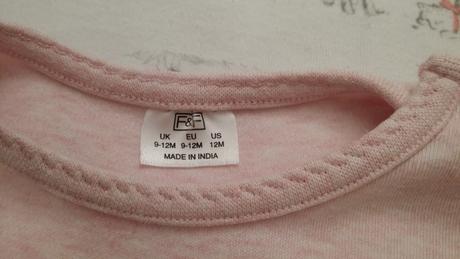 F&F
UK EU US
9-12M 9-12M 12M
MADE IN INDIA